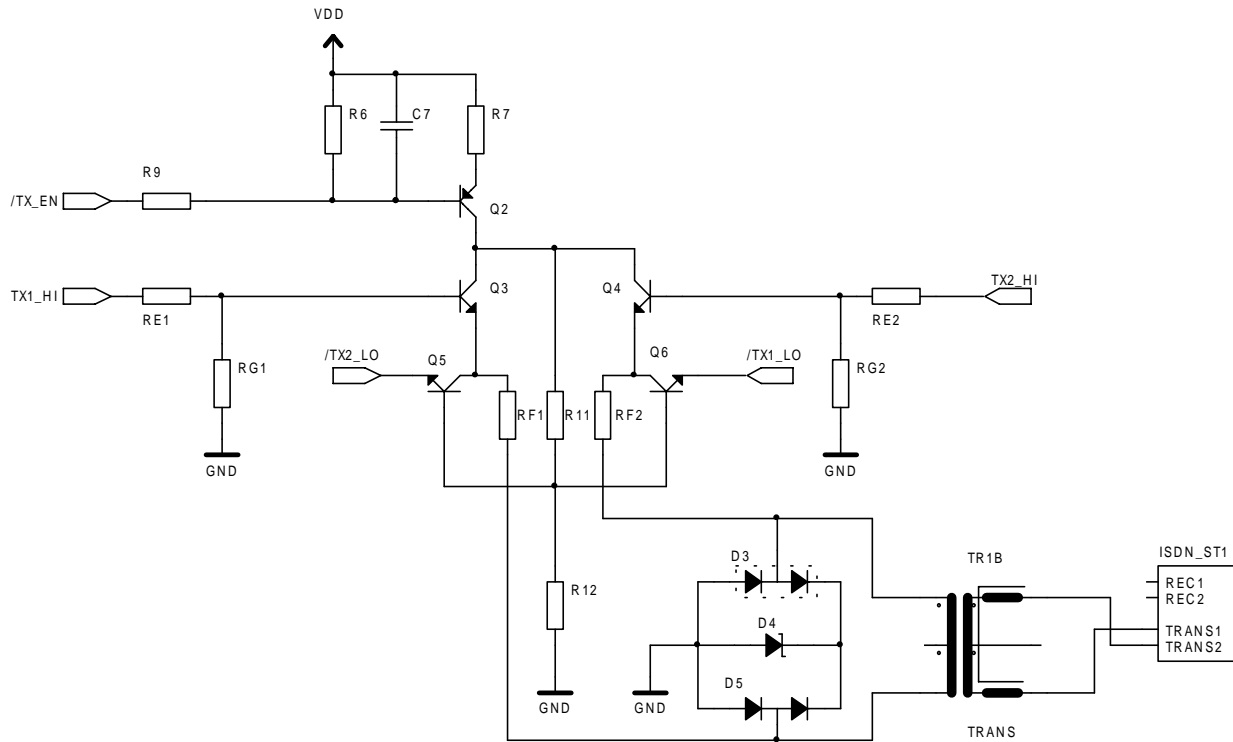 VDD
R6
C7
R7
R9
/TX_EN
Q2
TX1_HI
RE1
Q3
Q4
TX2_HI
RE2
RG1
/TX2_LO
Q5
Q6
/TX1_LO
RG2
RF1
R11
RF2
GND
GND
D3
TR1B
ISDN_ST1
REC1
REC2
R12
D4
TRANS1
TRANS2
D5
GND
GND
TRANS